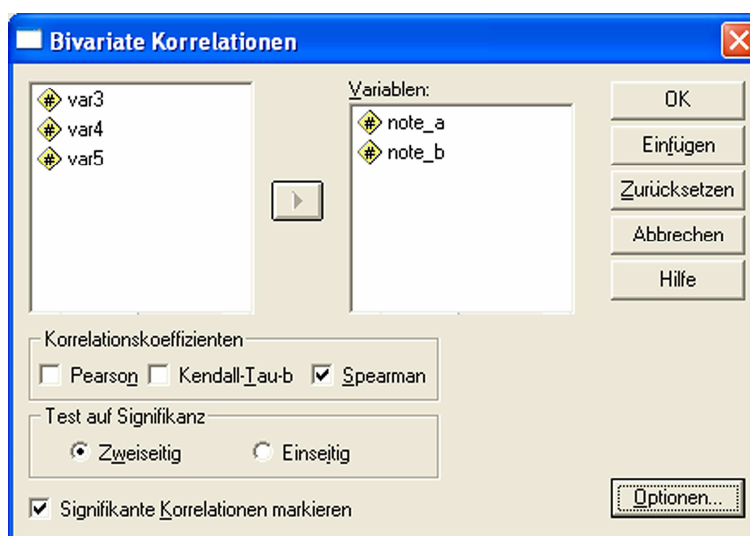 Bivariate Korrelationen
var3
var4
var5
Variablen:
note_a
note_b
OK
Einfügen
Zurücksetzen
Abbrechen
Hilfe
Korrelationskoeffizienten
Pearson Kendall-Tau-b Spearman
Test auf Signifikanz
Zweiseitig Einseitig
Signifikante Korrelationen markieren
Optionen...